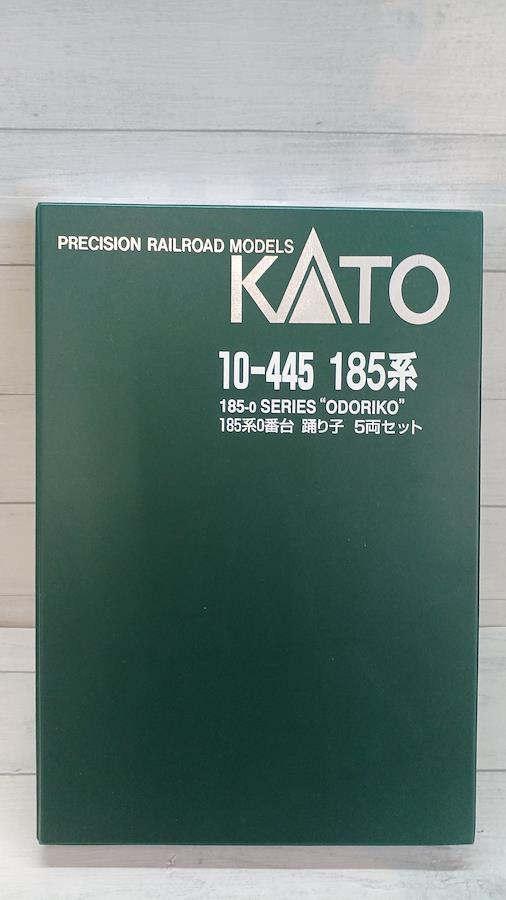 PRECISION RAILROAD MODELS
KATO
10-445 185系
185-0 SERIES "ODORIKO"
185系0番台 踊り子 5両セット